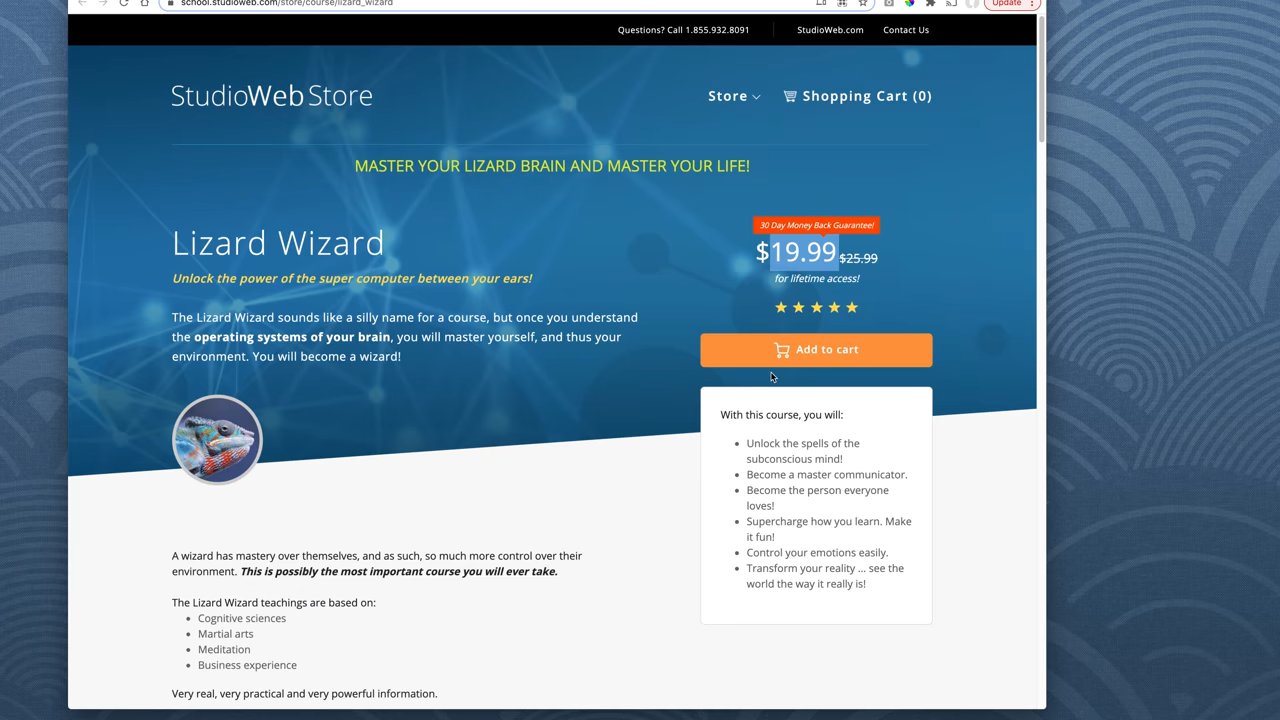 school.studioweb.com/store/course/lizard_wizard
Update
Questions? Call 1.855.932.8091
StudioWeb.com
Contact Us
StudioWeb Store
Store
Shopping Cart (0)
MASTER YOUR LIZARD BRAIN AND MASTER YOUR LIFE!
Lizard Wizard
Unlock the power of the super computer between your ears!
The Lizard Wizard sounds like a silly name for a course, but once you understand
the operating systems of your brain, you will master yourself, and thus your
environment. You will become a wizard!
30 Day Money Back Guarantee!
$19.99 $25.99
for lifetime access!
Add to cart
With this course, you will:
Unlock the spells of the
subconscious mind!
Become a master communicator.
Become the person everyone
loves!
Supercharge how you learn. Make
it fun!
Control your emotions easily.
Transform your reality ... see the
world the way it really is!
A wizard has mastery over themselves, and as such, so much more control over their
environment. This is possibly the most important course you will ever take.
The Lizard Wizard teachings are based on:
Cognitive sciences
Martial arts
Meditation
Business experience
Very real, very practical and very powerful information.